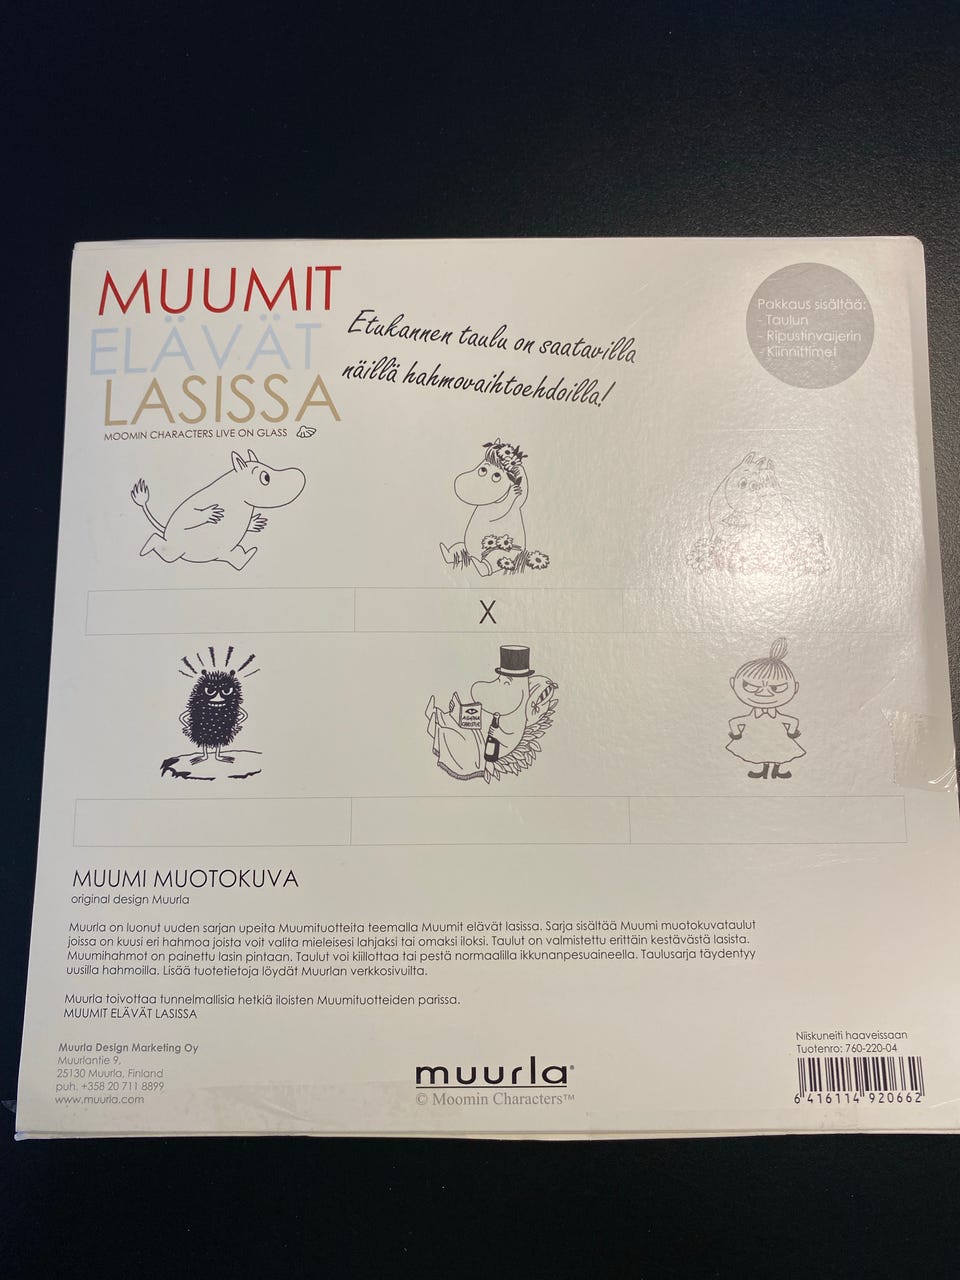 MUUMIT
ELÄVÄT
LASISSA
MOOMIN CHARACTERS LIVE ON GLASS
Etukannen taulu on saatavilla
näillä hahmovaihtoehdoilla!
Pakkaus sisältää:
- Taulun
- Ripustinvaijerin
- Kiinnittimet
X
AGATHA
CHRISTIE
MUUMI MUOTOKUVA
original design Muurla
Muurla on luonut uuden sarjan upeita Muumituotteita teemalla Muumit elävät lasissa. Sarja sisältää Muumi muotokuvataulut
joissa on kuusi eri hahmoa joista voit valita mieleisesi lahjaksi tai omaksi iloksi. Taulut on valmistettu erittäin kestävästä lasista.
Muumihahmot on painettu lasin pintaan. Taulut voi kiillottaa tai pestä normaalilla ikkunanpesuaineella. Taulusarja täydentyy
uusilla hahmoilla. Lisää tuotetietoja löydät Muurlan verkkosivuilta.
Muurla toivottaa tunnelmallisia hetkiä iloisten Muumituotteiden parissa.
MUUMIT ELÄVÄT LASISSA
Muurla Design Marketing Oy
Muurlantie 9,
25130 Muurla, Finland
puh. +358 20 711 8899
www.muurla.com
muurla®
© Moomin Characters™
Niiskuneiti haaveissaan
Tuotenro: 760-220-04
6 416114 920662